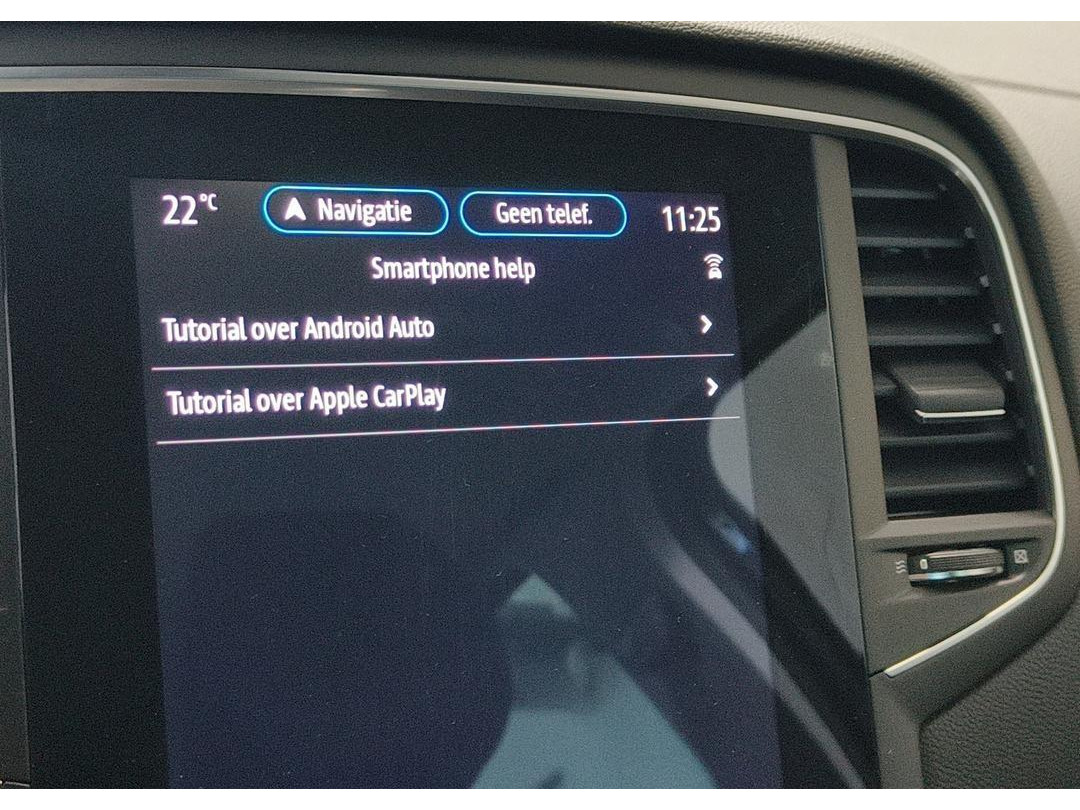 22°C Navigatie Geen telef. 11:25
Smartphone help
Tutorial over Android Auto
Tutorial over Apple CarPlay